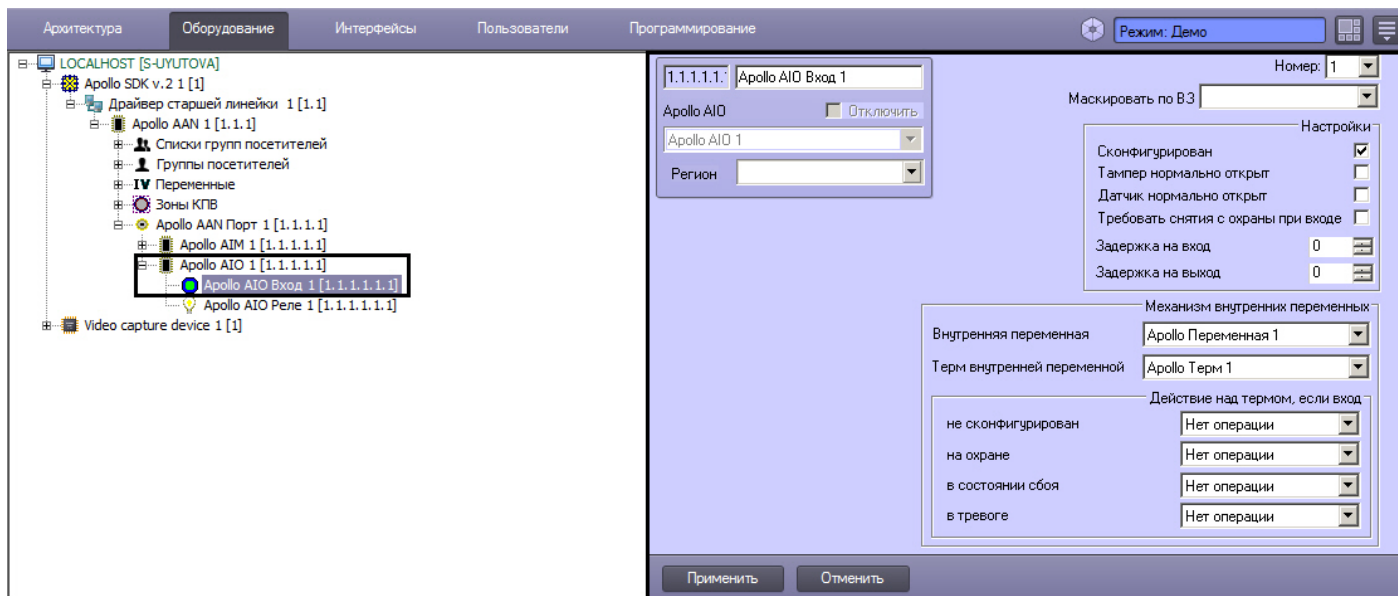 Архитектура Оборудование Интерфейсы Пользователи Программирование Режим: Демо
LOCALHOST [S-UYUTOVA]
Apollo SDK v.2 1 [1]
Драйвер старшей линейки 1 [1.1]
Apollo AAN 1 [1.1.1]
Списки групп посетителей
Группы посетителей
IV Переменные
Зоны КПВ
Apollo AAN Порт 1 [1.1.1.1]
Apollo AIM 1 [1.1.1.1.1]
Apollo AIO 1 [1.1.1.1.1]
Apollo AIO Вход 1 [1.1.1.1.1.1]
Apollo AIO Реле 1 [1.1.1.1.1.1]
Video capture device 1 [1]
1.1.1.1.1. Apollo AIO Вход 1
Apollo AIO Отключить
Apollo AIO 1
Регион
Номер: 1
Маскировать по ВЗ
Настройки
Сконфигурирован
Тампер нормально открыт
Датчик нормально открыт
Требовать снятия с охраны при входе
Задержка на вход 0
Задержка на выход 0
Механизм внутренних переменных
Внутренняя переменная Apollo Переменная 1
Терм внутренней переменной Apollo Терм 1
Действие над термом, если вход
не сконфигурирован Нет операции
на охране Нет операции
в состоянии сбоя Нет операции
в тревоге Нет операции
Применить Отменить